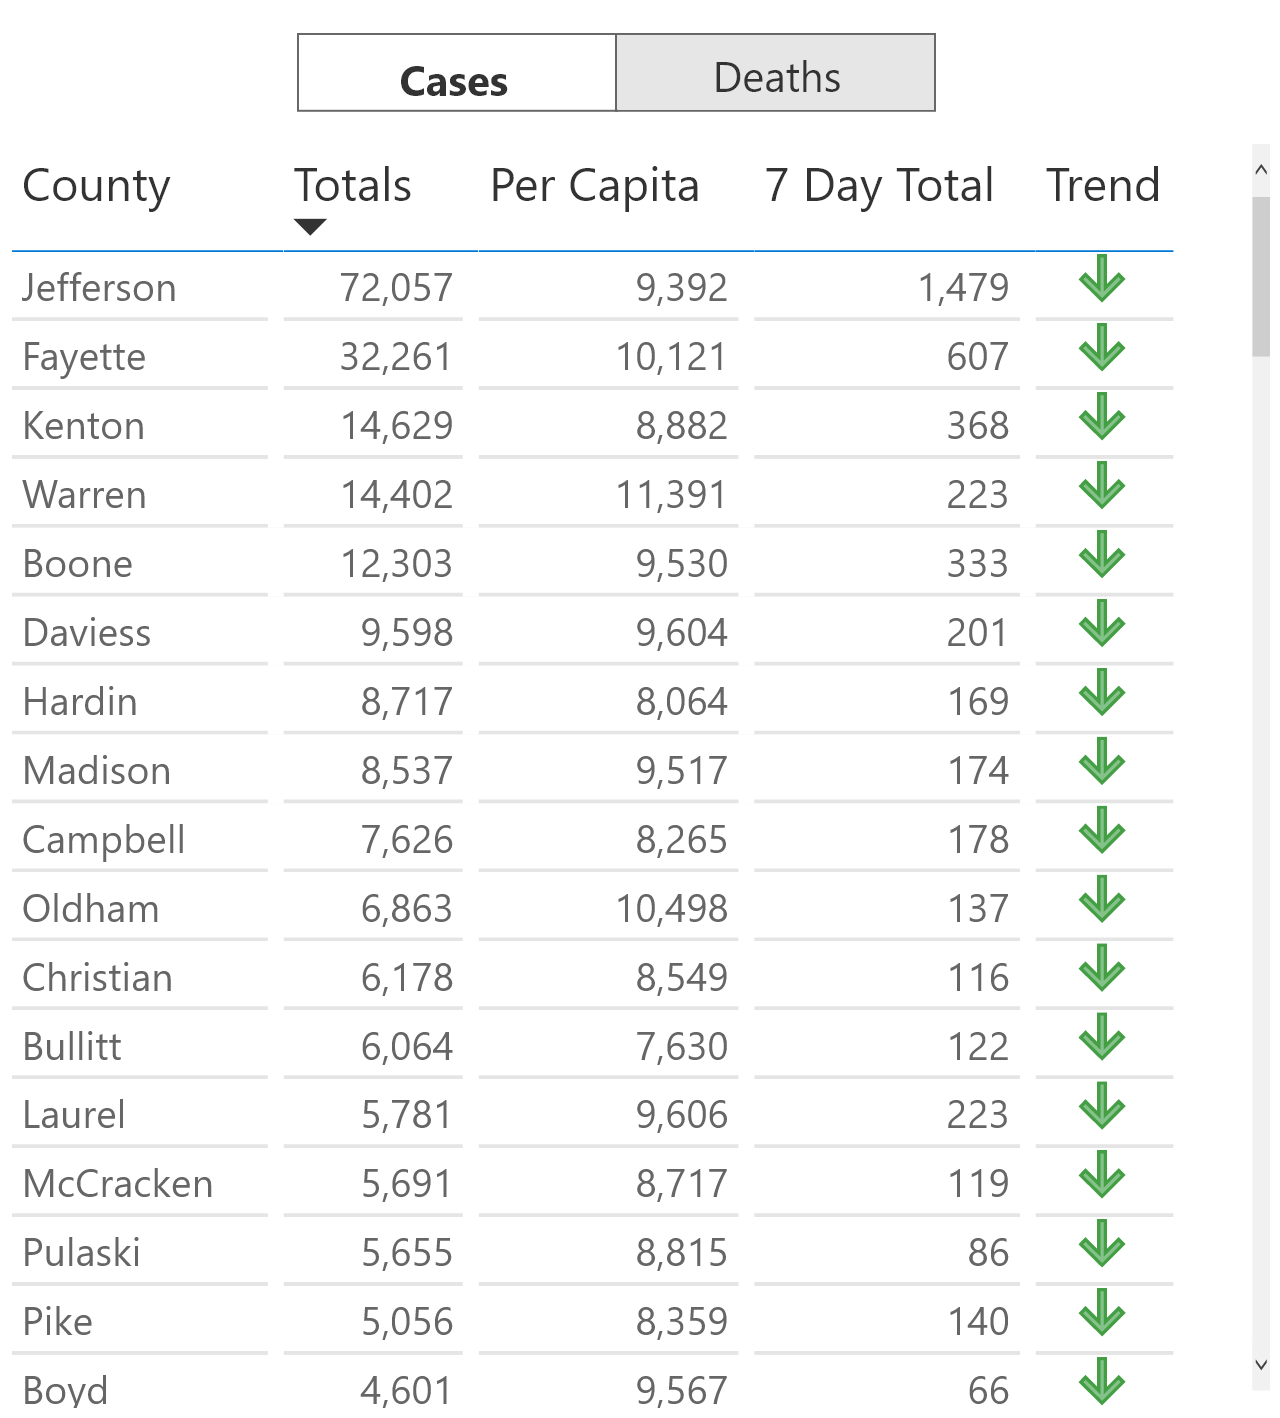 Cases Deaths
County Totals Per Capita 7 Day Total Trend
Jefferson 72,057 9,392 1,479
Fayette 32,261 10,121 607
Kenton 14,629 8,882 368
Warren 14,402 11,391 223
Boone 12,303 9,530 333
Daviess 9,598 9,604 201
Hardin 8,717 8,064 169
Madison 8,537 9,517 174
Campbell 7,626 8,265 178
Oldham 6,863 10,498 137
Christian 6,178 8,549 116
Bullitt 6,064 7,630 122
Laurel 5,781 9,606 223
McCracken 5,691 8,717 119
Pulaski 5,655 8,815 86
Pike 5,056 8,359 140
Boyd 4,601 9,567 66